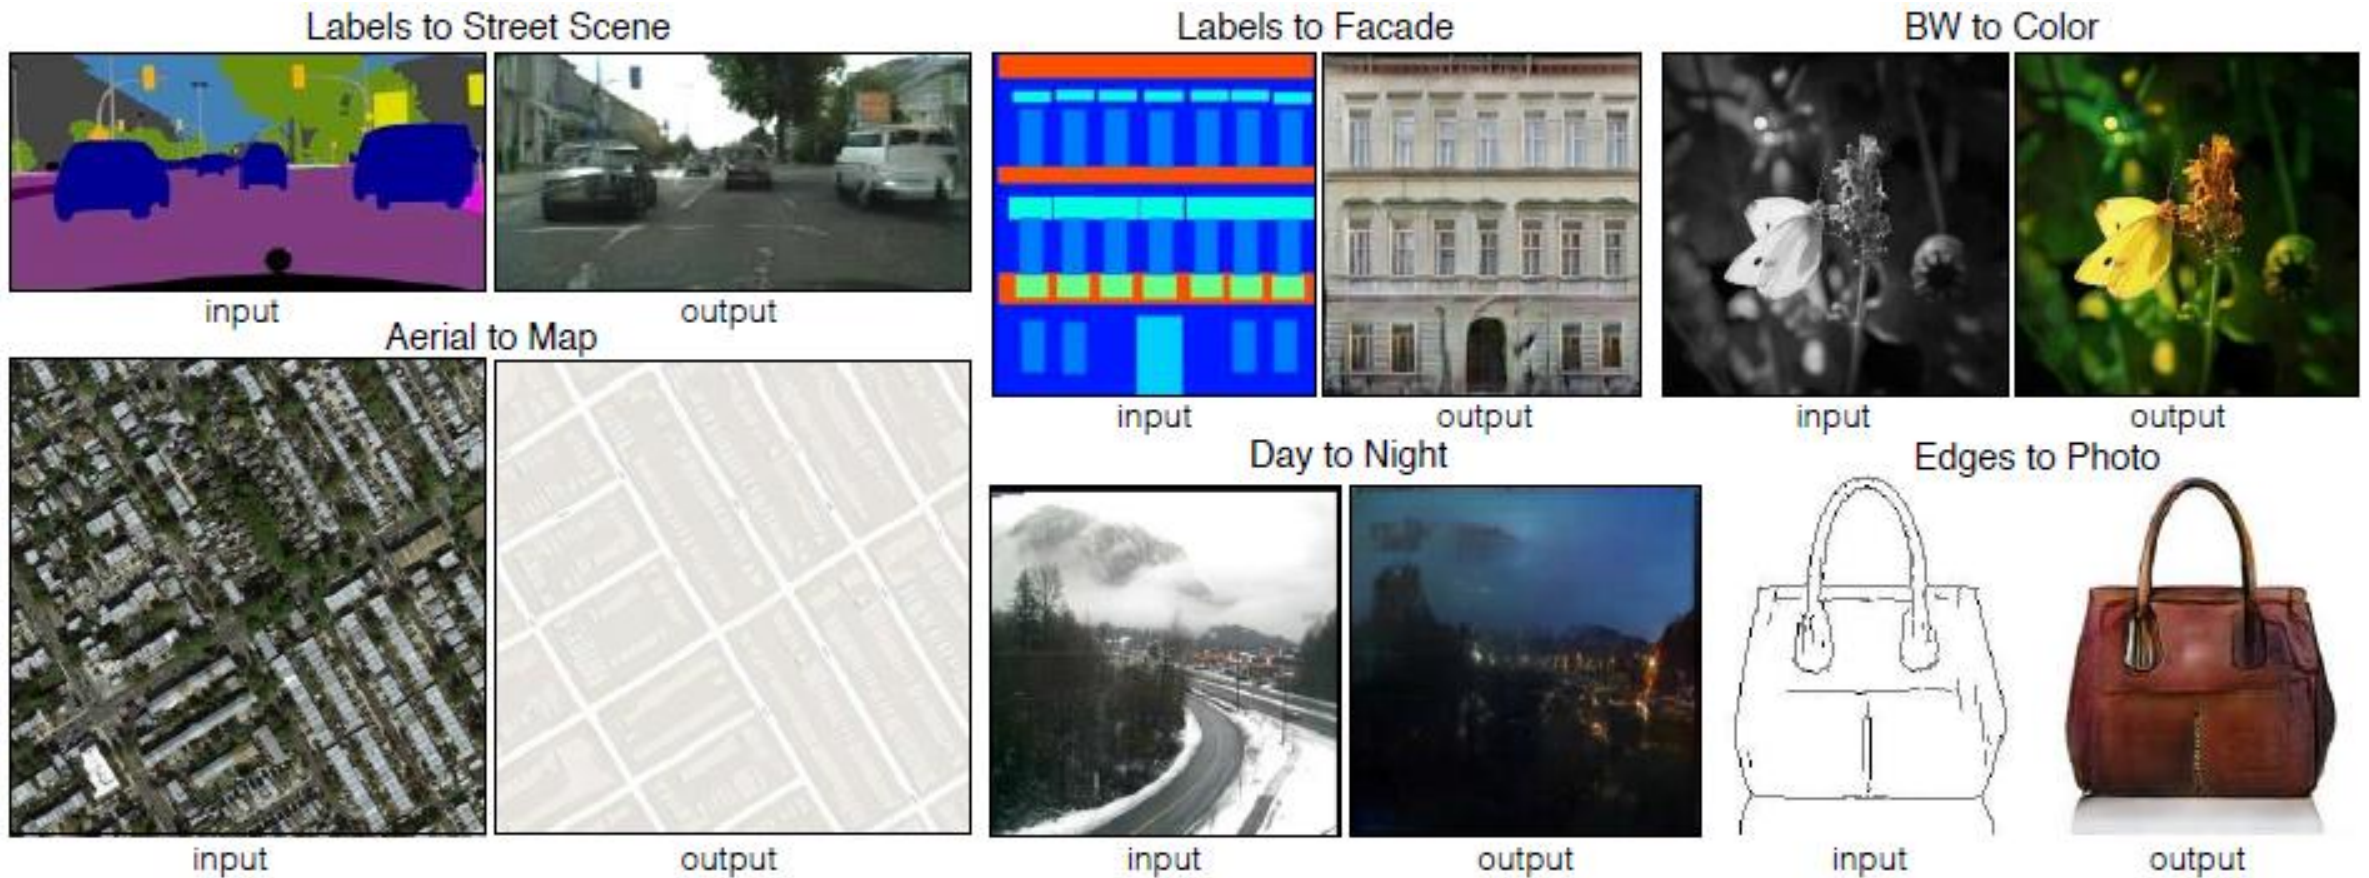 Labels to Street Scene
input
output
Aerial to Map
input
output
Labels to Facade
input
output
BW to Color
input
output
Day to Night
input
output
Edges to Photo
input
output